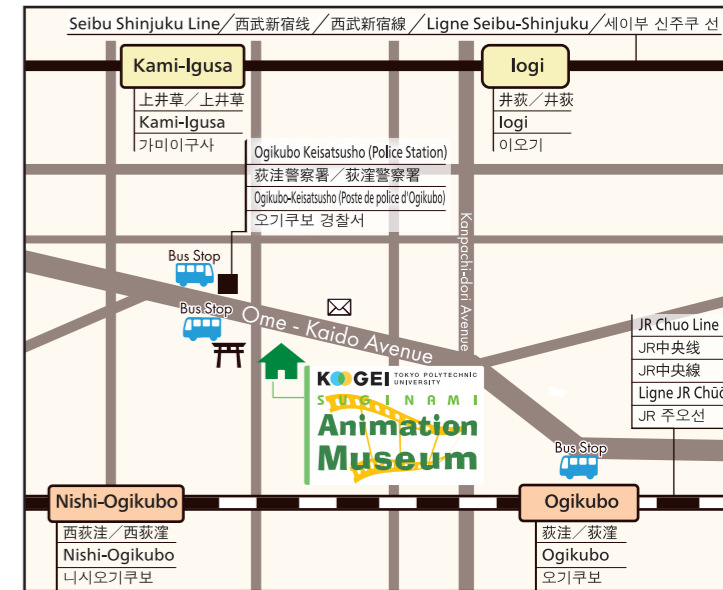 Seibu Shinjuku Line／西武新宿线／西武新宿線／Ligne Seibu-Shinjuku／세이부 신주쿠 선
Kami-Igusa
上井草／上井草
Kami-Igusa
가미이구사
Iogi
井荻／井荻
Iogi
이오기
Ogikubo Keisatsusho (Police Station)
荻洼警察署／荻窪警察署
Ogikubo-Keisatsusho (Poste de police d'Ogikubo)
오기쿠보 경찰서
Kanpachi-dori Avenue
Bus Stop
Bus Stop
Ome - Kaido Avenue
JR Chuo Line
JR中央线
JR中央線
Ligne JR Chūō
JR 주오선
KOGEI TOKYO POLYTECHNIC UNIVERSITY
SUGINAMI
Animation
Museum
Bus Stop
Nishi-Ogikubo
西荻洼／西荻窪
Nishi-Ogikubo
니시오기쿠보
Ogikubo
荻洼／荻窪
Ogikubo
오기쿠보